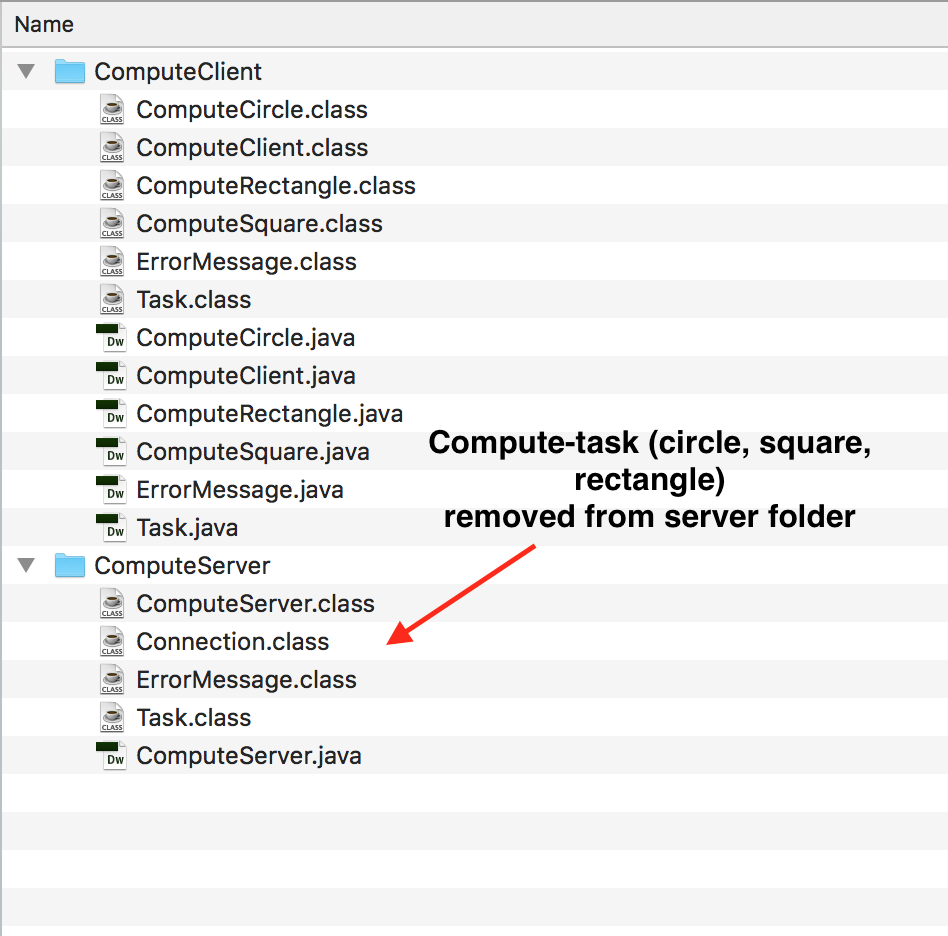 Name
ComputeClient
CLASS ComputeCircle.class
CLASS ComputeClient.class
CLASS ComputeRectangle.class
CLASS ComputeSquare.class
CLASS ErrorMessage.class
CLASS Task.class
Dw ComputeCircle.java
Dw ComputeClient.java
Dw ComputeRectangle.java
Dw ComputeSquare.java
Dw ErrorMessage.java
Dw Task.java
Compute-task (circle, square,
rectangle)
removed from server folder
ComputeServer
CLASS ComputeServer.class
CLASS Connection.class
CLASS ErrorMessage.class
CLASS Task.class
Dw ComputeServer.java